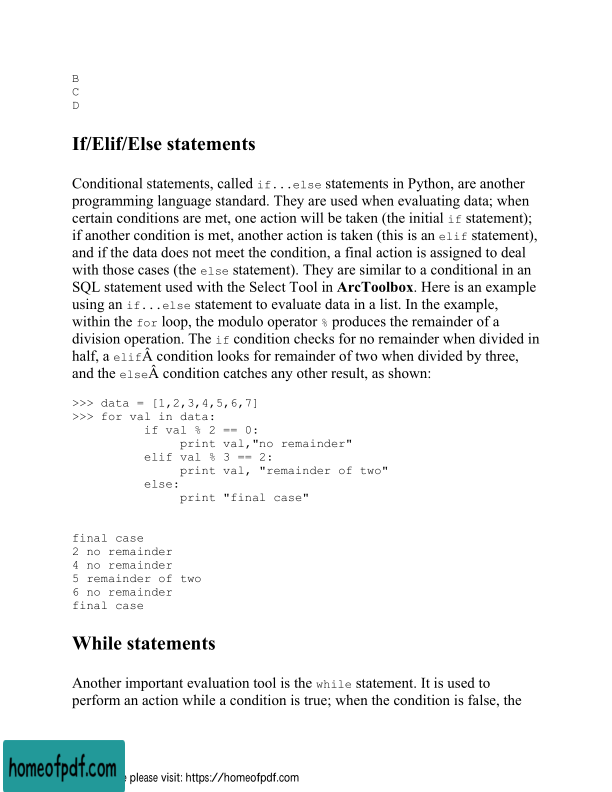 B
C
D
If/Elif/Else statements
Conditional statements, called if...else statements in Python, are another
programming language standard. They are used when evaluating data; when
certain conditions are met, one action will be taken (the initial if statement);
if another condition is met, another action is taken (this is an elif statement),
and if the data does not meet the condition, a final action is assigned to deal
with those cases (the else statement). They are similar to a conditional in an
SQL statement used with the Select Tool in ArcToolbox. Here is an example
using an if...else statement to evaluate data in a list. In the example,
within the for loop, the modulo operator % produces the remainder of a
division operation. The if condition checks for no remainder when divided in
half, a elifÂ condition looks for remainder of two when divided by three,
and the elseÂ condition catches any other result, as shown:
>>> data = [1,2,3,4,5,6,7]
>>> for val in data:
if val % 2 == 0:
print val,"no remainder"
elif val % 3 == 2:
print val, "remainder of two"
else:
print "final case"
final case
2 no remainder
4 no remainder
5 remainder of two
6 no remainder
final case
While statements
Another important evaluation tool is the while statement. It is used to
perform an action while a condition is true; when the condition is false, the
homeofpdf.com
please visit: https://homeofpdf.com